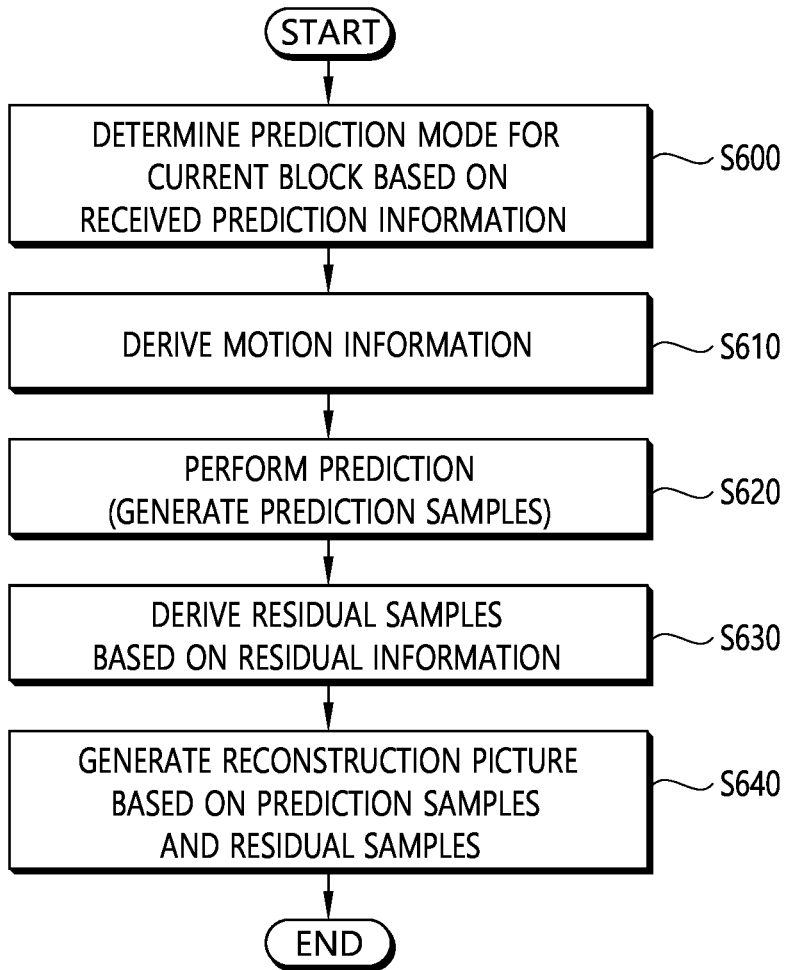 START
DETERMINE PREDICTION MODE FOR
CURRENT BLOCK BASED ON
RECEIVED PREDICTION INFORMATION
S600
DERIVE MOTION INFORMATION
S610
PERFORM PREDICTION
(GENERATE PREDICTION SAMPLES)
S620
DERIVE RESIDUAL SAMPLES
BASED ON RESIDUAL INFORMATION
S630
GENERATE RECONSTRUCTION PICTURE
BASED ON PREDICTION SAMPLES
AND RESIDUAL SAMPLES
S640
END